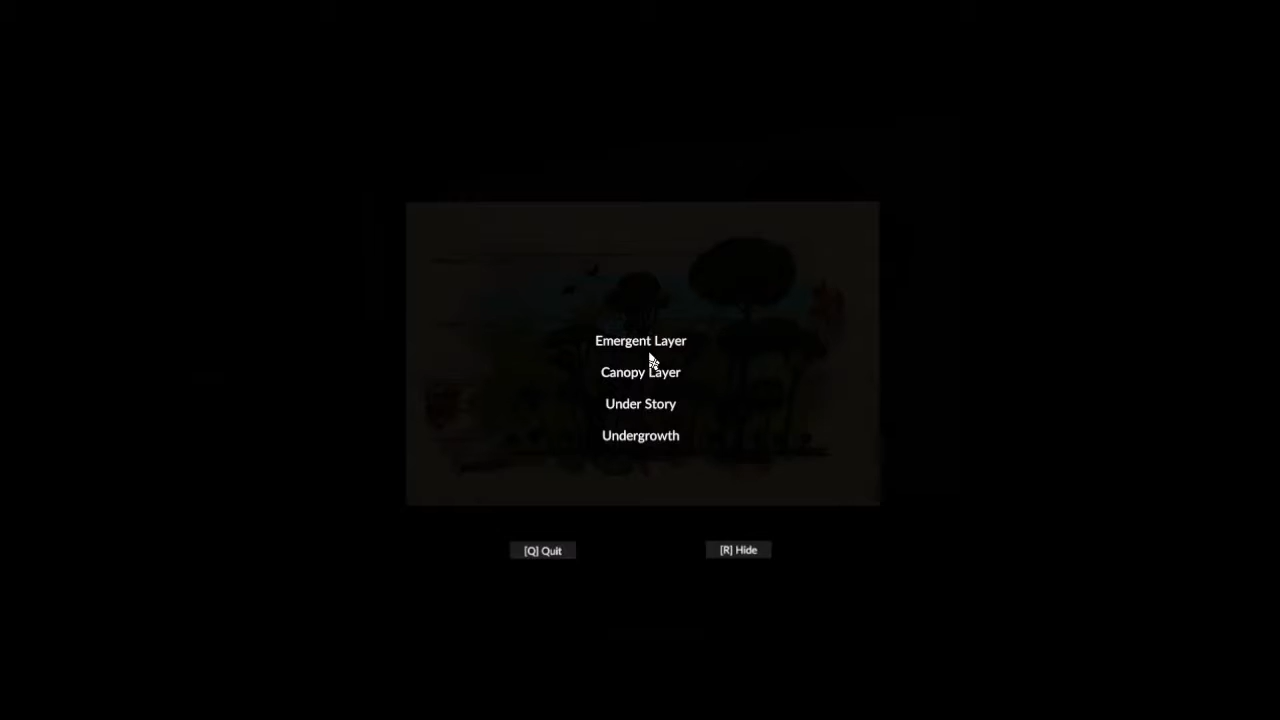 Emergent Layer
Canopy Layer
Under Story
Undergrowth
[Q] Quit
[R] Hide